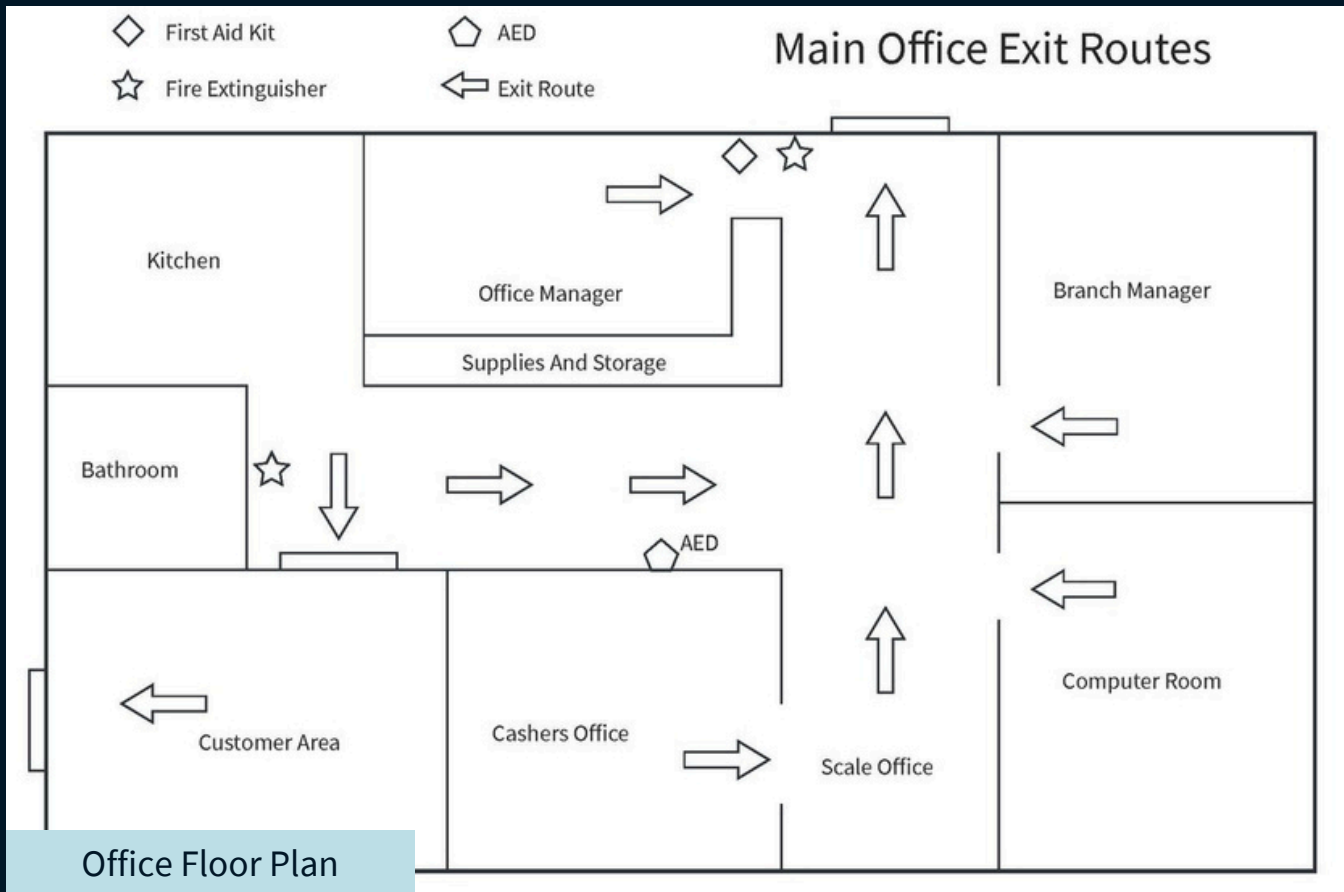 First Aid Kit
AED
Main Office Exit Routes
Fire Extinguisher
Exit Route
Kitchen
Office Manager
Branch Manager
Supplies And Storage
Bathroom
AED
Computer Room
Customer Area
Cashers Office
Scale Office
Office Floor Plan